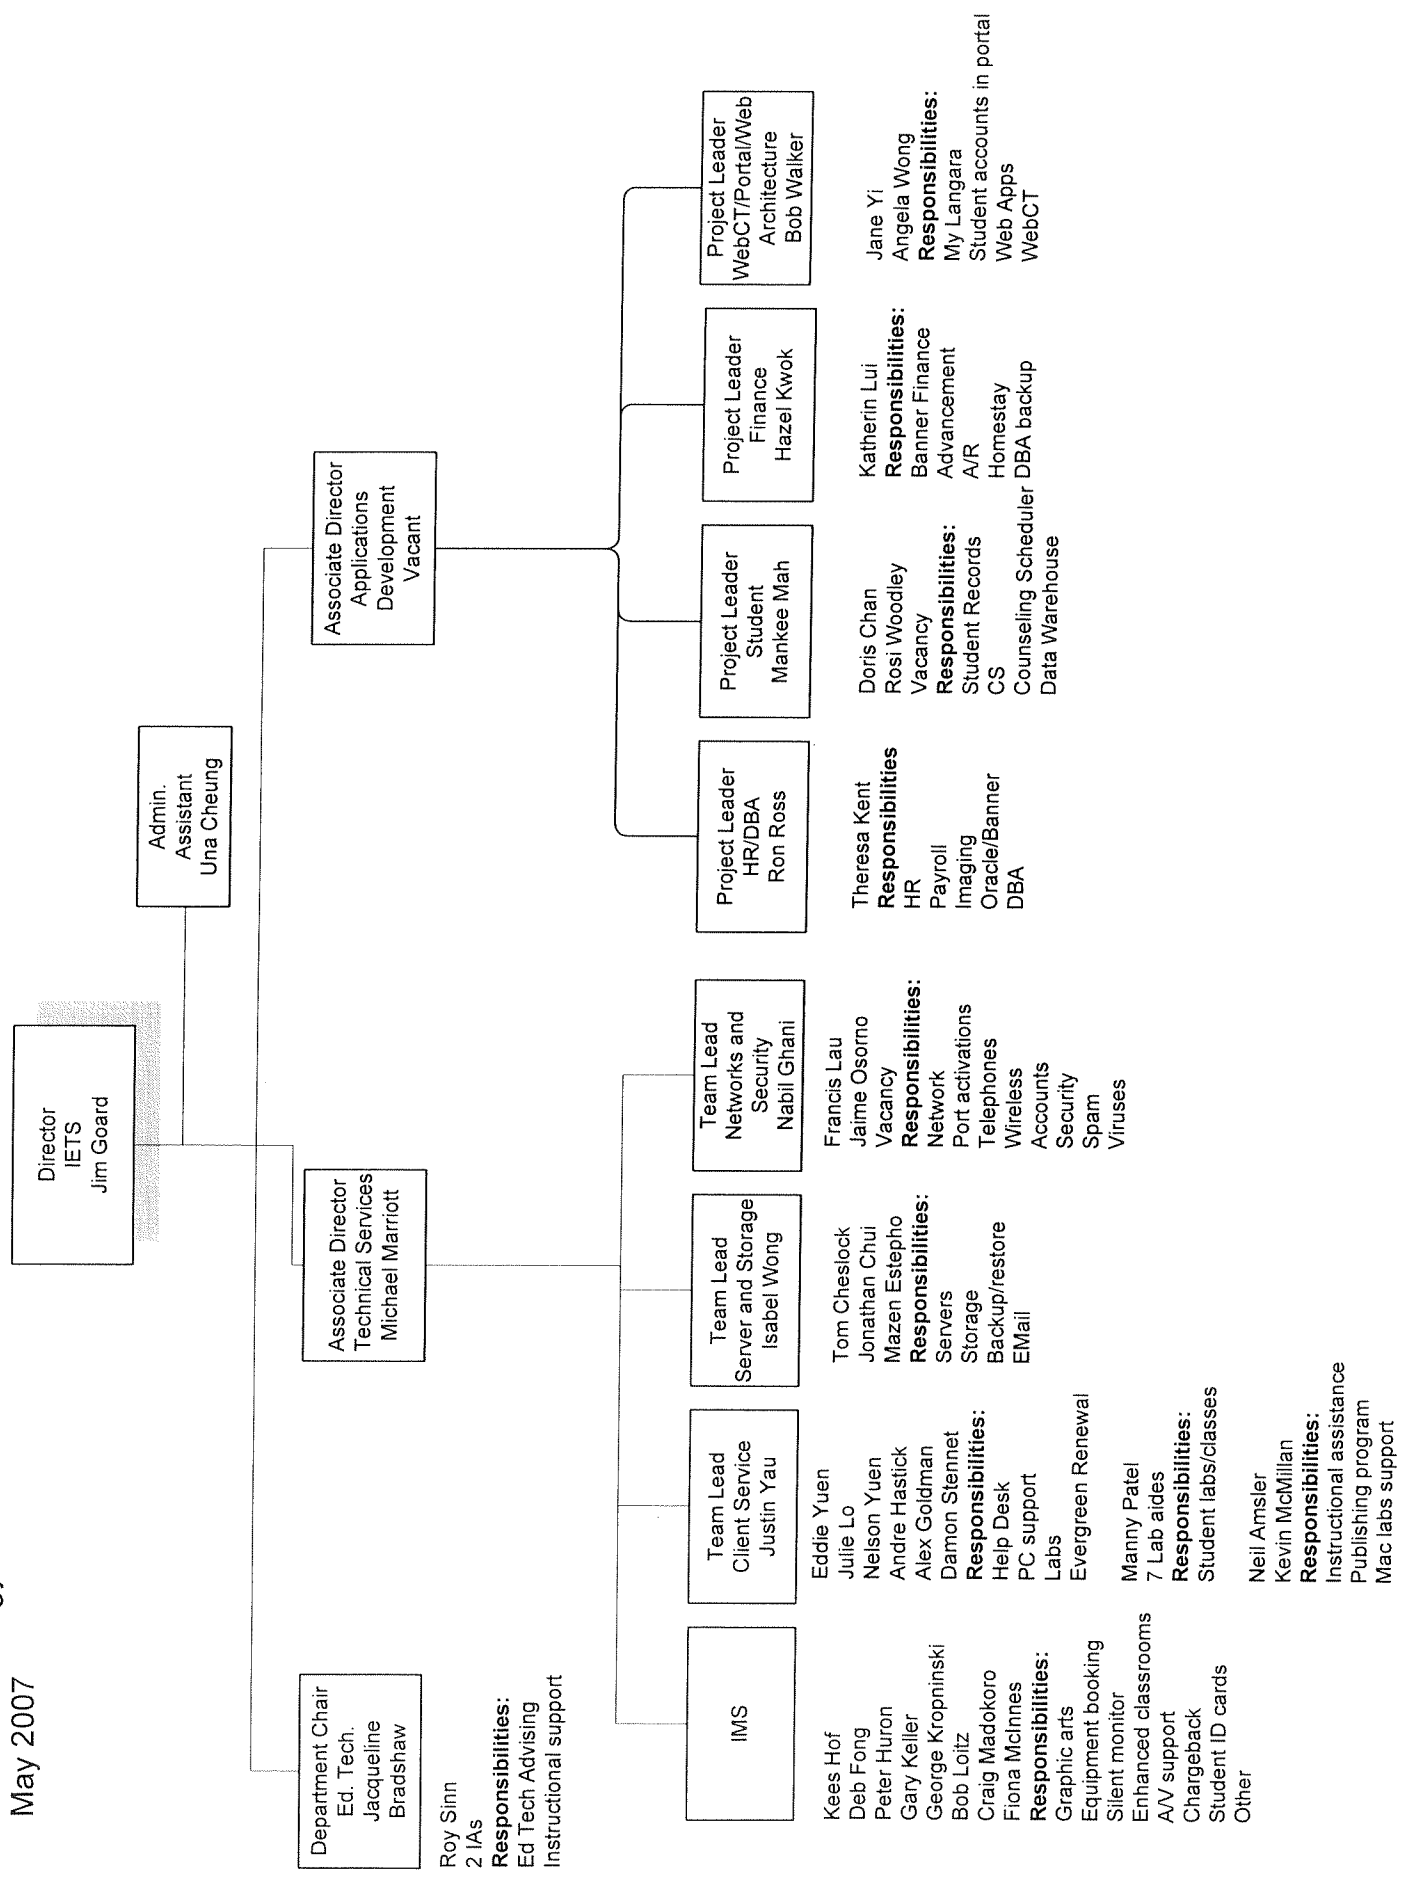 May 2007
Director
IETS
Jim Goard
Admin.
Assistant
Una Cheung
Department Chair
Ed. Tech.
Jacqueline
Bradshaw
Roy Sinn
2 IAs
Responsibilities:
Ed Tech Advising
Instructional support
Associate Director
Technical Services
Michael Marriott
Associate Director
Applications
Development
Vacant
IMS
Kees Hof
Deb Fong
Peter Huron
Gary Keller
George Kropninski
Bob Loitz
Craig Madokoro
Fiona McInnes
Responsibilities:
Graphic arts
Equipment booking
Silent monitor
Enhanced classrooms
A/V support
Chargeback
Student ID cards
Other
Team Lead
Client Service
Justin Yau
Eddie Yuen
Julie Lo
Nelson Yuen
Andre Hastick
Alex Goldman
Damon Stennet
Responsibilities:
Help Desk
PC support
Labs
Evergreen Renewal
Manny Patel
7 Lab aides
Responsibilities:
Student labs/classes
Neil Amsler
Kevin McMillan
Responsibilities:
Instructional assistance
Publishing program
Mac labs support
Team Lead
Server and Storage
Isabel Wong
Tom Cheslock
Jonathan Chui
Mazen Estepho
Responsibilities:
Servers
Storage
Backup/restore
EMail
Team Lead
Networks and
Security
Nabil Ghani
Francis Lau
Jaime Osorno
Vacancy
Responsibilities:
Network
Port activations
Telephones
Wireless
Accounts
Security
Spam
Viruses
Project Leader
HR/DBA
Ron Ross
Theresa Kent
Responsibilities
HR
Payroll
Imaging
Oracle/Banner
DBA
Project Leader
Student
Mankee Mah
Doris Chan
Rosi Woodley
Vacancy
Responsibilities:
Student Records
CS
Counseling Scheduler
Data Warehouse
Project Leader
Finance
Hazel Kwok
Katherin Lui
Responsibilities:
Banner Finance
Advancement
A/R
Homestay
DBA backup
Project Leader
WebCT/Portal/Web
Architecture
Bob Walker
Jane Yi
Angela Wong
Responsibilities:
My Langara
Student accounts in portal
Web Apps
WebCT